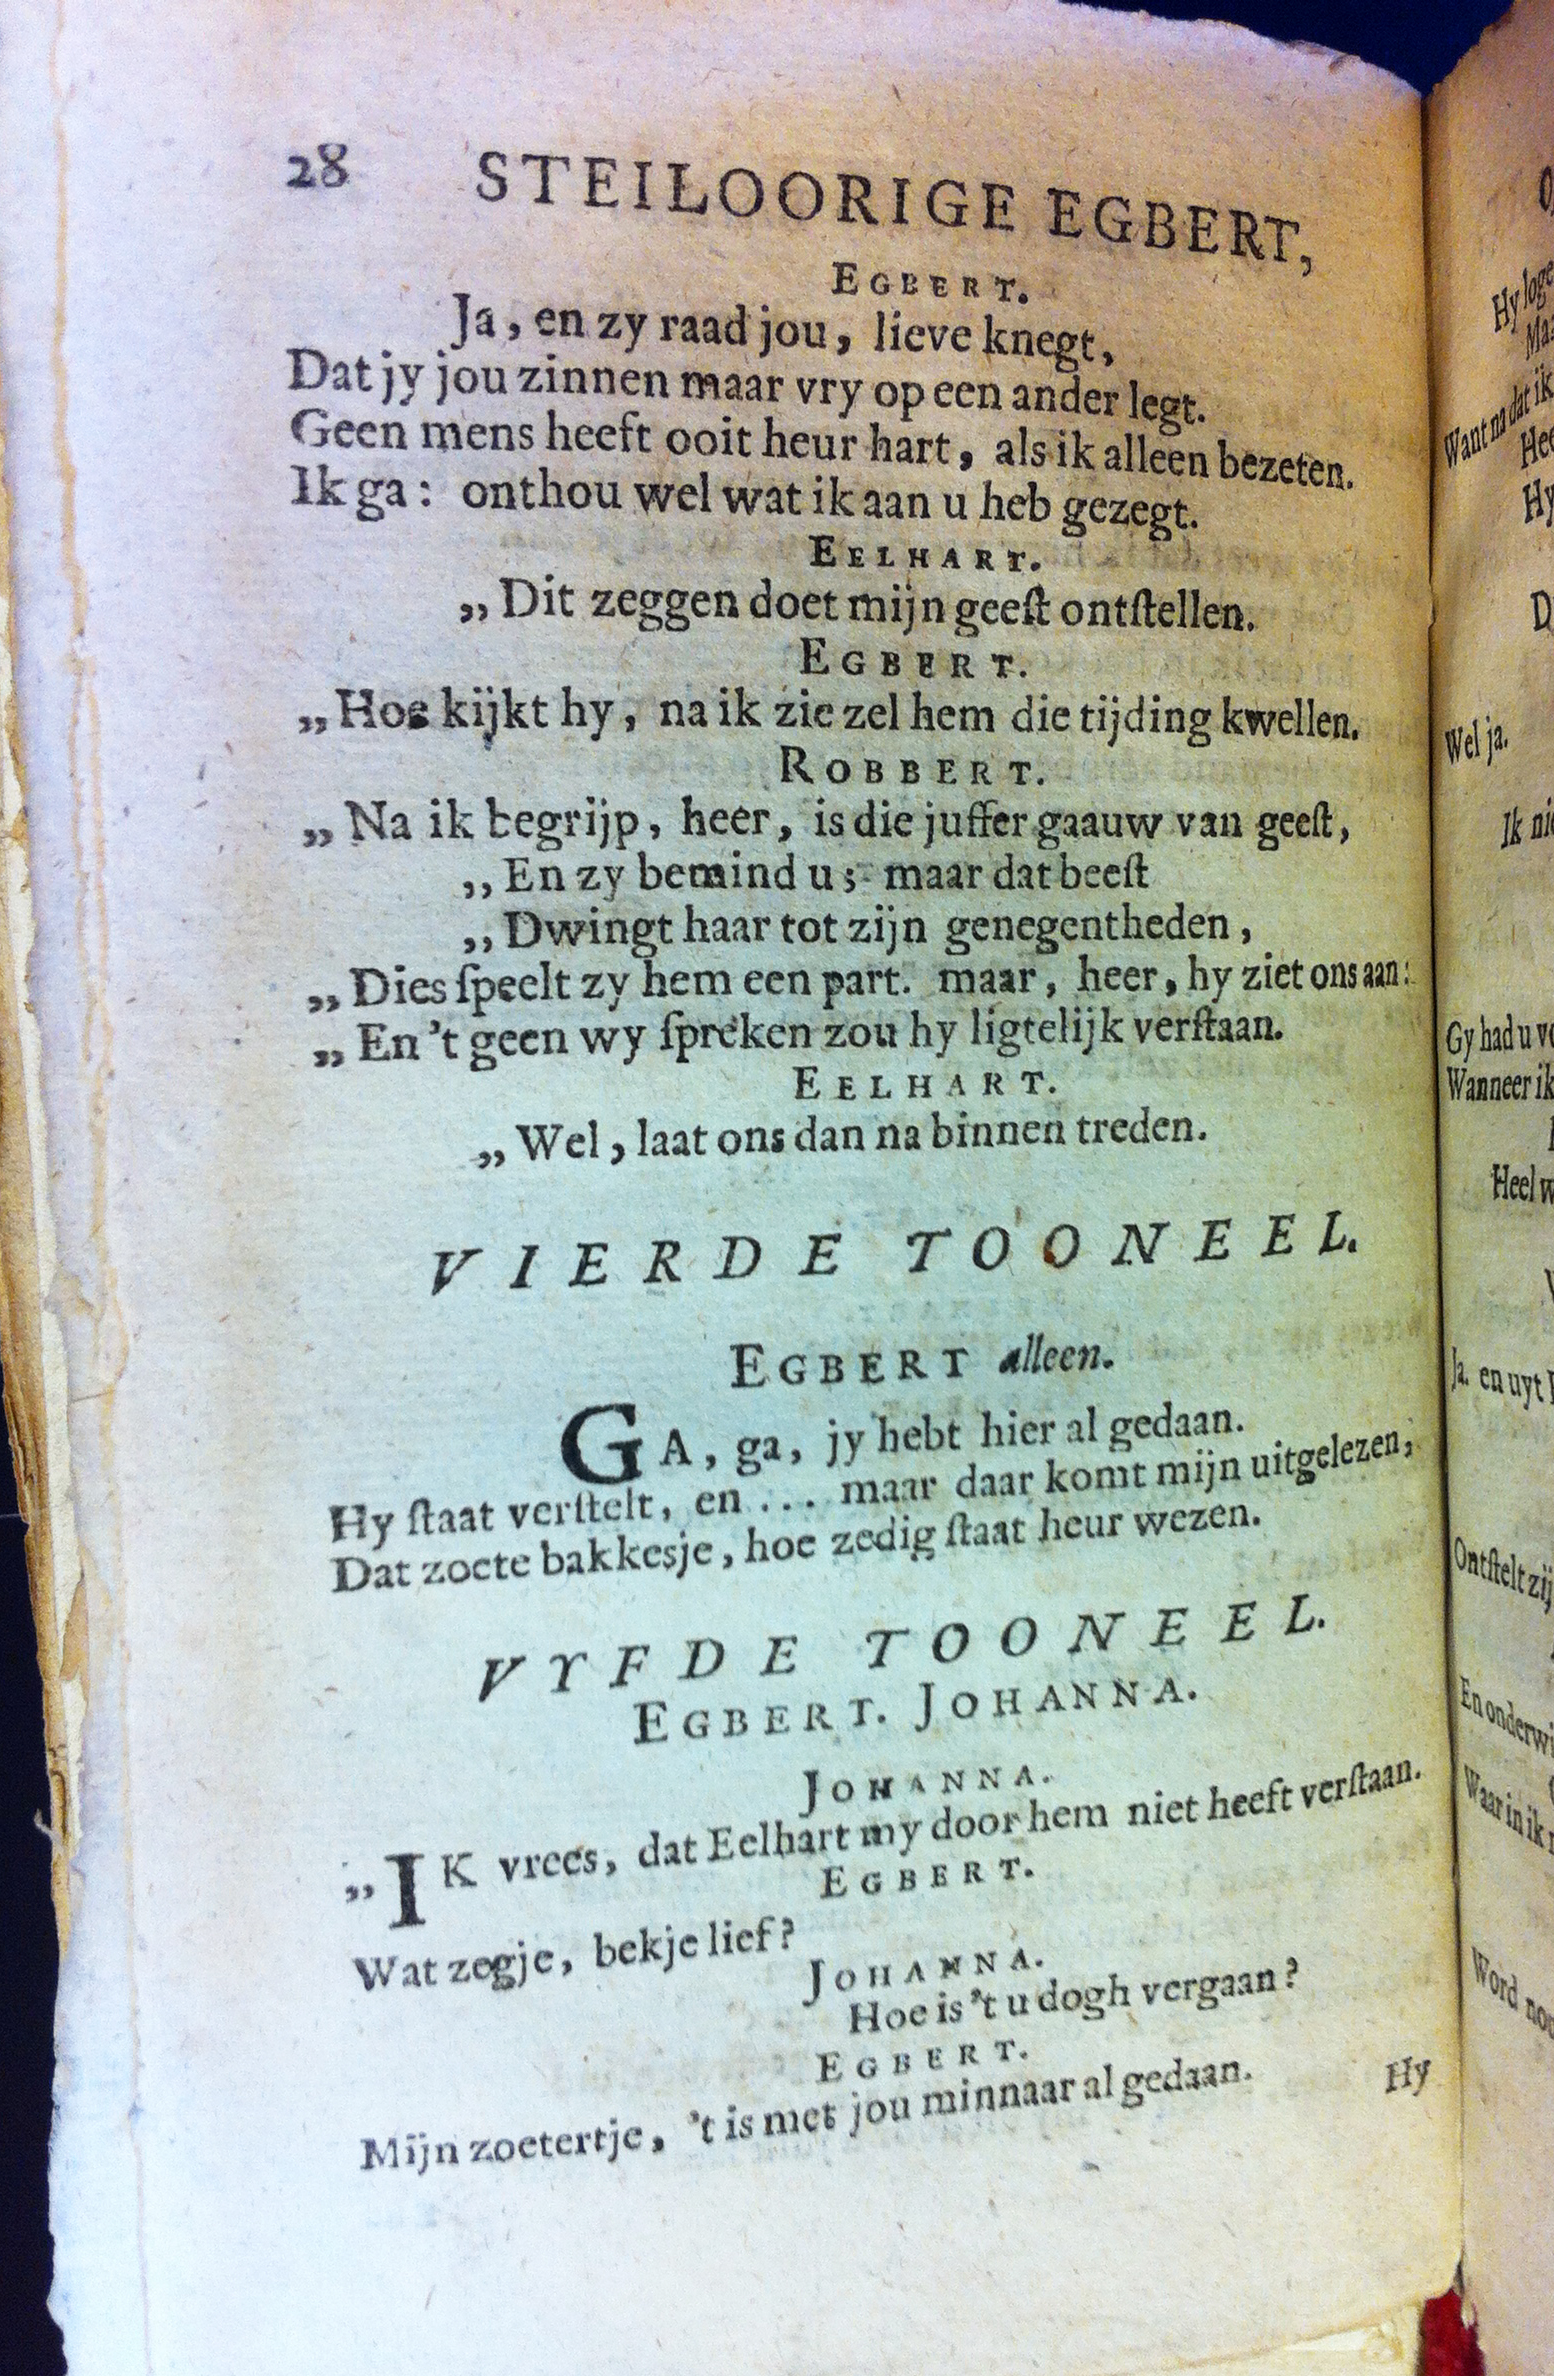 28 STEILOORIGE EGBERT,
EGBERT.
Ja, en zy raad jou, lieve knegt,
Dat jy jou zinnen maar vry op een ander legt.
Geen mens heeft ooit heur hart, als ik alleen bezeten.
Ik ga: onthou wel wat ik aan u heb gezegt.
EELHART.
„Dit zeggen doet mijn geeſt ontſtellen.
EGBERT.
„Hoe kijkt hy, na ik zie zel hem die tijding kwellen.
ROBBERT.
„Na ik begrijp, heer, is die juffer gaauw van geeſt,
„En zy bemind u; maar dat beeſt
„Dwingt haar tot zijn genegentheden,
„Dies ſpeelt zy hem een part. maar, heer, hy ziet ons aan:
„En 't geen wy ſpreken zou hy ligtelijk verſtaan.
EELHART.
„Wel, laat ons dan na binnen treden.
VIERDE TOONEEL.
EGBERT alleen.
GA, ga, jy hebt hier al gedaan.
Hy ſtaat verſtelt, en ... maar daar komt mijn uitgelezen,
Dat zoete bakkesje, hoe zedig ſtaat heur wezen.
VYFDE TOONEEL.
EGBERT. JOHANNA.
JOHANNA.
„IK vrees, dat Eelhart my door hem niet heeft verſtaan.
EGBERT.
Wat zegje, bekje lief?
JOHANNA.
Hoe is 't u dogh vergaan?
EGBERT.
Mijn zoetertje, 't is met jou minnaar al gedaan.
Hy
Hy
Want na dat ik
Hy
Wel ja.
Ik
Gy had u
Wanneer ik
Heel
Ja. en uyt
Ontſtelt
En
Waar in ik
Word